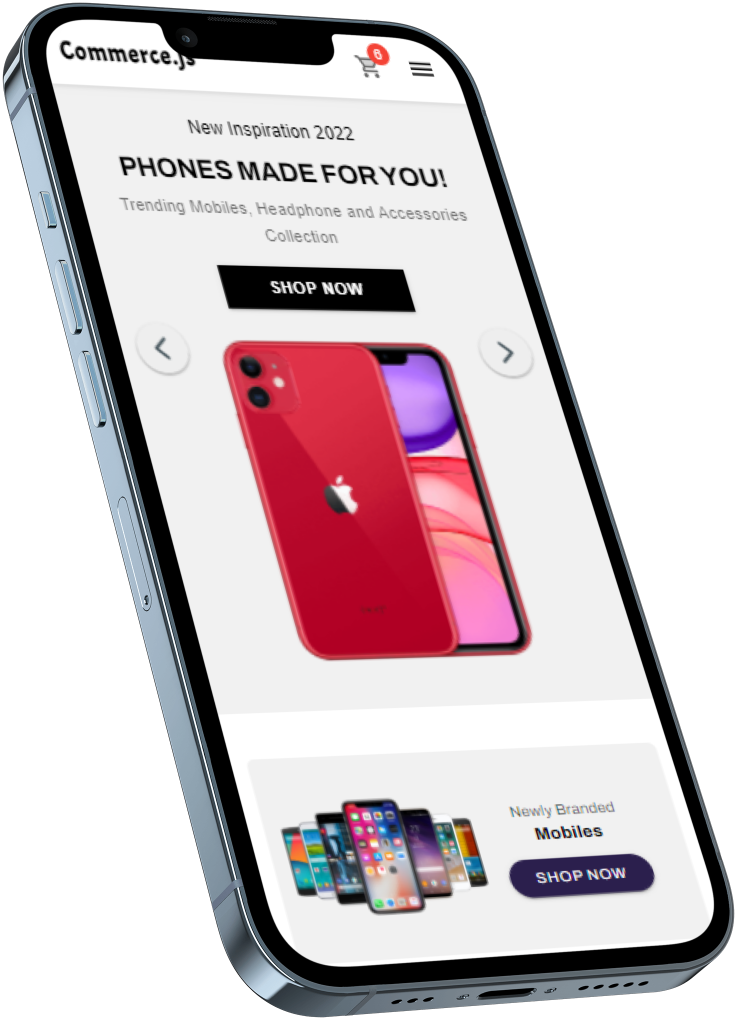 Commerce.js
6
New Inspiration 2022
PHONES MADE FOR YOU!
Trending Mobiles, Headphone and Accessories
Collection
SHOP NOW
Newly Branded
Mobiles
SHOP NOW